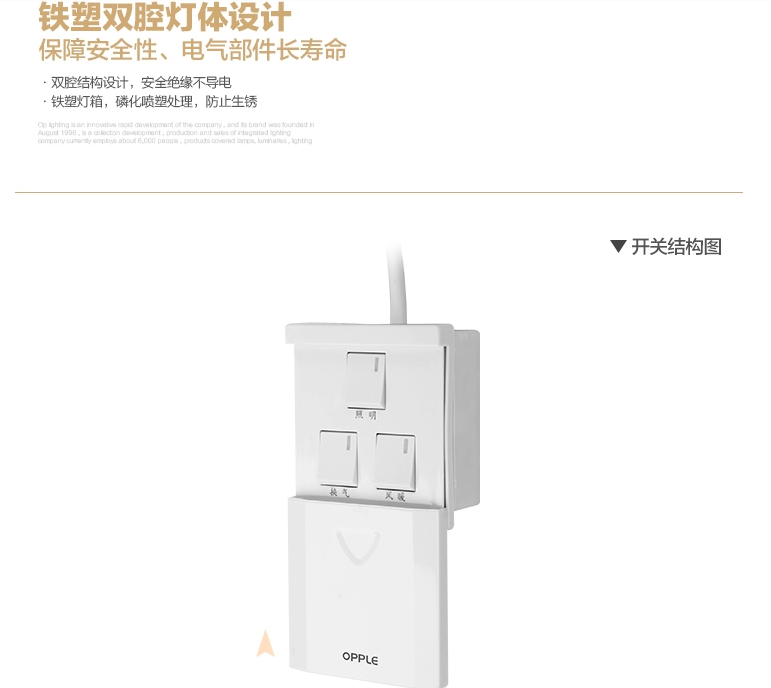 铁塑双腔灯体设计
保障安全性、电气部件长寿命
· 双腔结构设计，安全绝缘不导电
· 铁塑灯箱，磷化喷塑处理，防止生锈
Op lighting is an innovative rapid development of the company , and its brand was founded in
August 1996 , is a collection development , production and sales of integrated lighting
company currently employs about 6,000 people , products covered lamps, luminaires , lighting
▼ 开关结构图
照明
换气 风暖
OPPLE